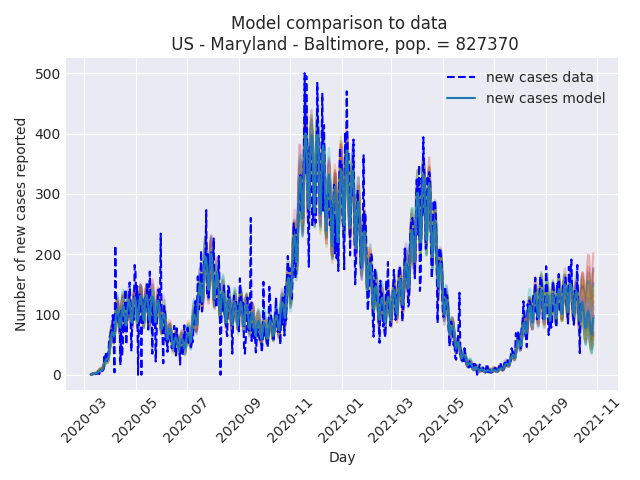 Model comparison to data
US - Maryland - Baltimore, pop. = 827370
new cases data
new cases model
Number of new cases reported
500
400
300
200
100
0
2020-03
2020-05
2020-07
2020-09
2020-11
2021-01
2021-03
2021-05
2021-07
2021-09
2021-11
Day